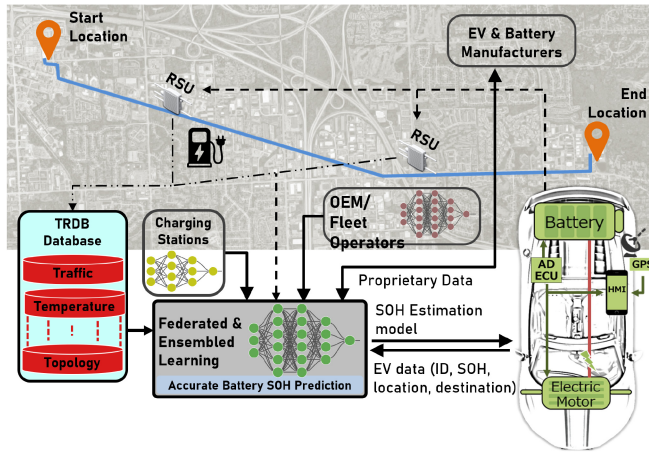 Start
Location
EV & Battery
Manufacturers
RSU
End
Location
RSU
TRDB
Database
Traffic
Temperature
Topology
Charging
Stations
OEM/
Fleet
Operators
Battery
AD
ECU
GPS
HMI
Proprietary Data
Federated &
Ensembled
Learning
Accurate Battery SOH Prediction
SOH Estimation
model
EV data (ID, SOH,
location, destination)
Electric
Motor